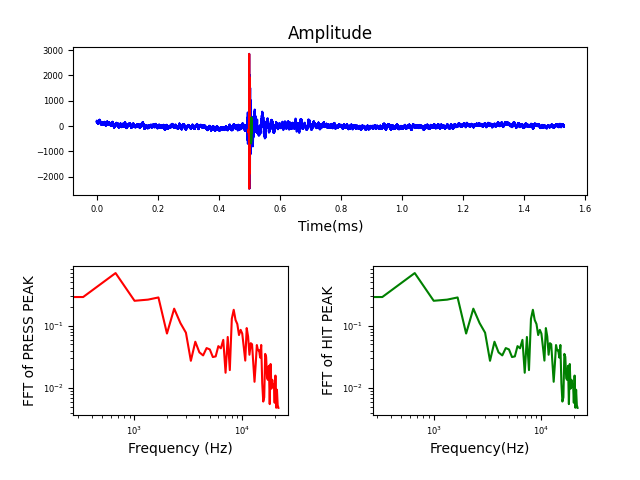 Amplitude
3000
2000
1000
0
−1000
−2000
0.0 0.2 0.4 0.6 0.8 1.0 1.2 1.4 1.6
Time(ms)
FFT of PRESS PEAK
10⁻¹
10⁻²
10³ 10⁴
Frequency (Hz)
FFT of HIT PEAK
10⁻¹
10⁻²
10³ 10⁴
Frequency(Hz)